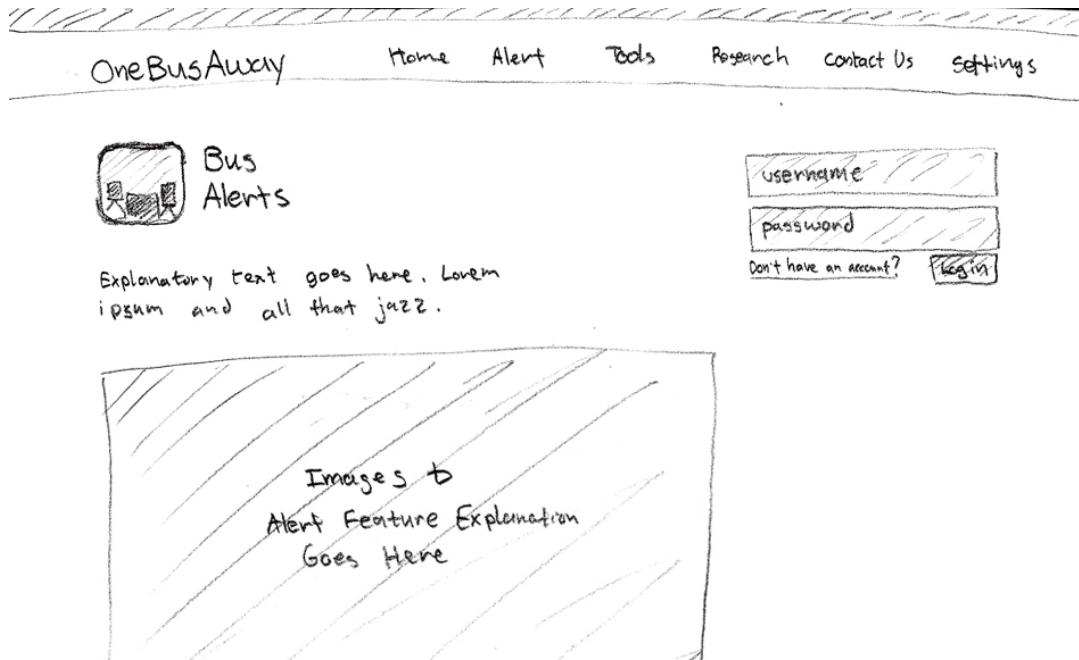 OneBusAway Home Alert Tools Research Contact Us Settings
Bus
Alerts
username
password
Don't have an account? Login
Explanatory text goes here. Lorem
ipsum and all that jazz.
Images &
Alert Feature Explanation
Goes Here